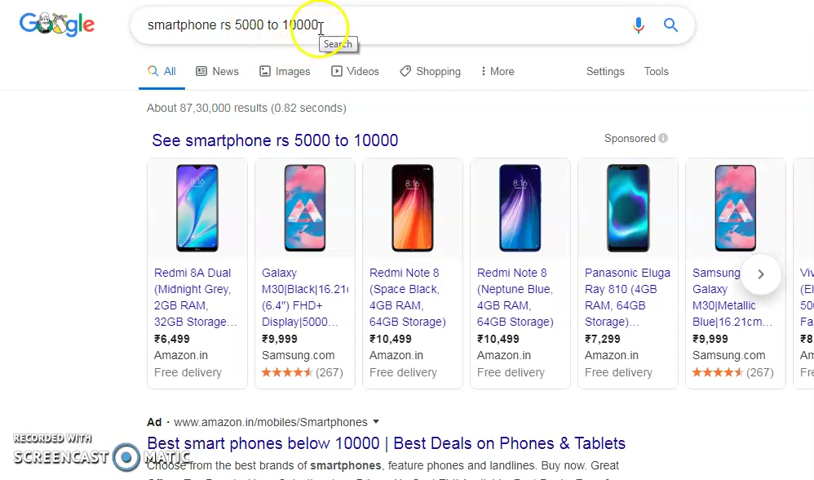 Google
smartphone rs 5000 to 10000
Search
All News Images Videos Shopping More Settings Tools
About 87,30,000 results (0.82 seconds)
See smartphone rs 5000 to 10000 Sponsored
Redmi 8A Dual
(Midnight Grey,
2GB RAM,
32GB Storage...
₹6,499
Amazon.in
Free delivery
Galaxy
M30|Black|16.21c
(6.4") FHD+
Display|5000
₹9,999
Samsung.com
(267)
Redmi Note 8
(Space Black,
4GB RAM,
64GB Storage)
₹10,499
Amazon.in
Free delivery
Redmi Note 8
(Neptune Blue,
4GB RAM,
64GB Storage)
₹10,499
Amazon.in
Free delivery
Panasonic Eluga
Ray 810 (4GB
RAM, 64GB
Storage)...
₹7,299
Amazon.in
Free delivery
Samsung
Galaxy
M30|Metallic
Blue|16.21cm...
₹9,999
Samsung.com
(267)
Ad · www.amazon.in/mobiles/Smartphones
Best smart phones below 10000 | Best Deals on Phones & Tablets
Choose from the best brands of smartphones, feature phones and landlines. Buy now. Great
RECORDED WITH
SCREENCAST MATIC